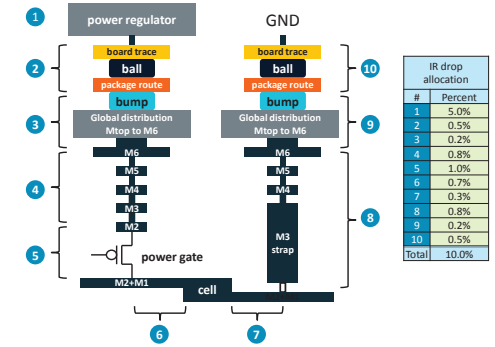 1
power regulator
GND
board trace
board trace
2
ball
ball
10
package route
package route
bump
bump
3
Global distribution
Mtop to M6
Global distribution
Mtop to M6
9
M6
M6
M5
M5
4
M4
M4
M3
M3
strap
8
M2
5
power gate
M2+M1
cell
6
7
IR drop
allocation
# Percent
1 5.0%
2 0.5%
3 0.2%
4 0.8%
5 1.0%
6 0.7%
7 0.3%
8 0.8%
9 0.2%
10 0.5%
Total 10.0%